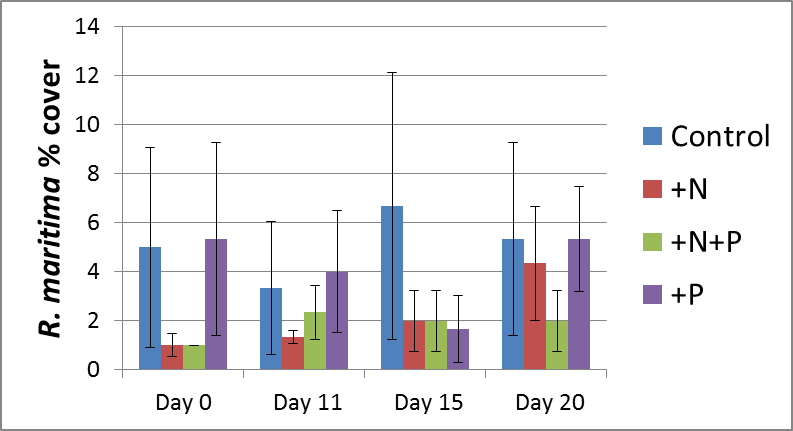 R. maritima % cover
14
12
10
8
6
4
2
0
Day 0
Day 11
Day 15
Day 20
Control
+N
+N+P
+P